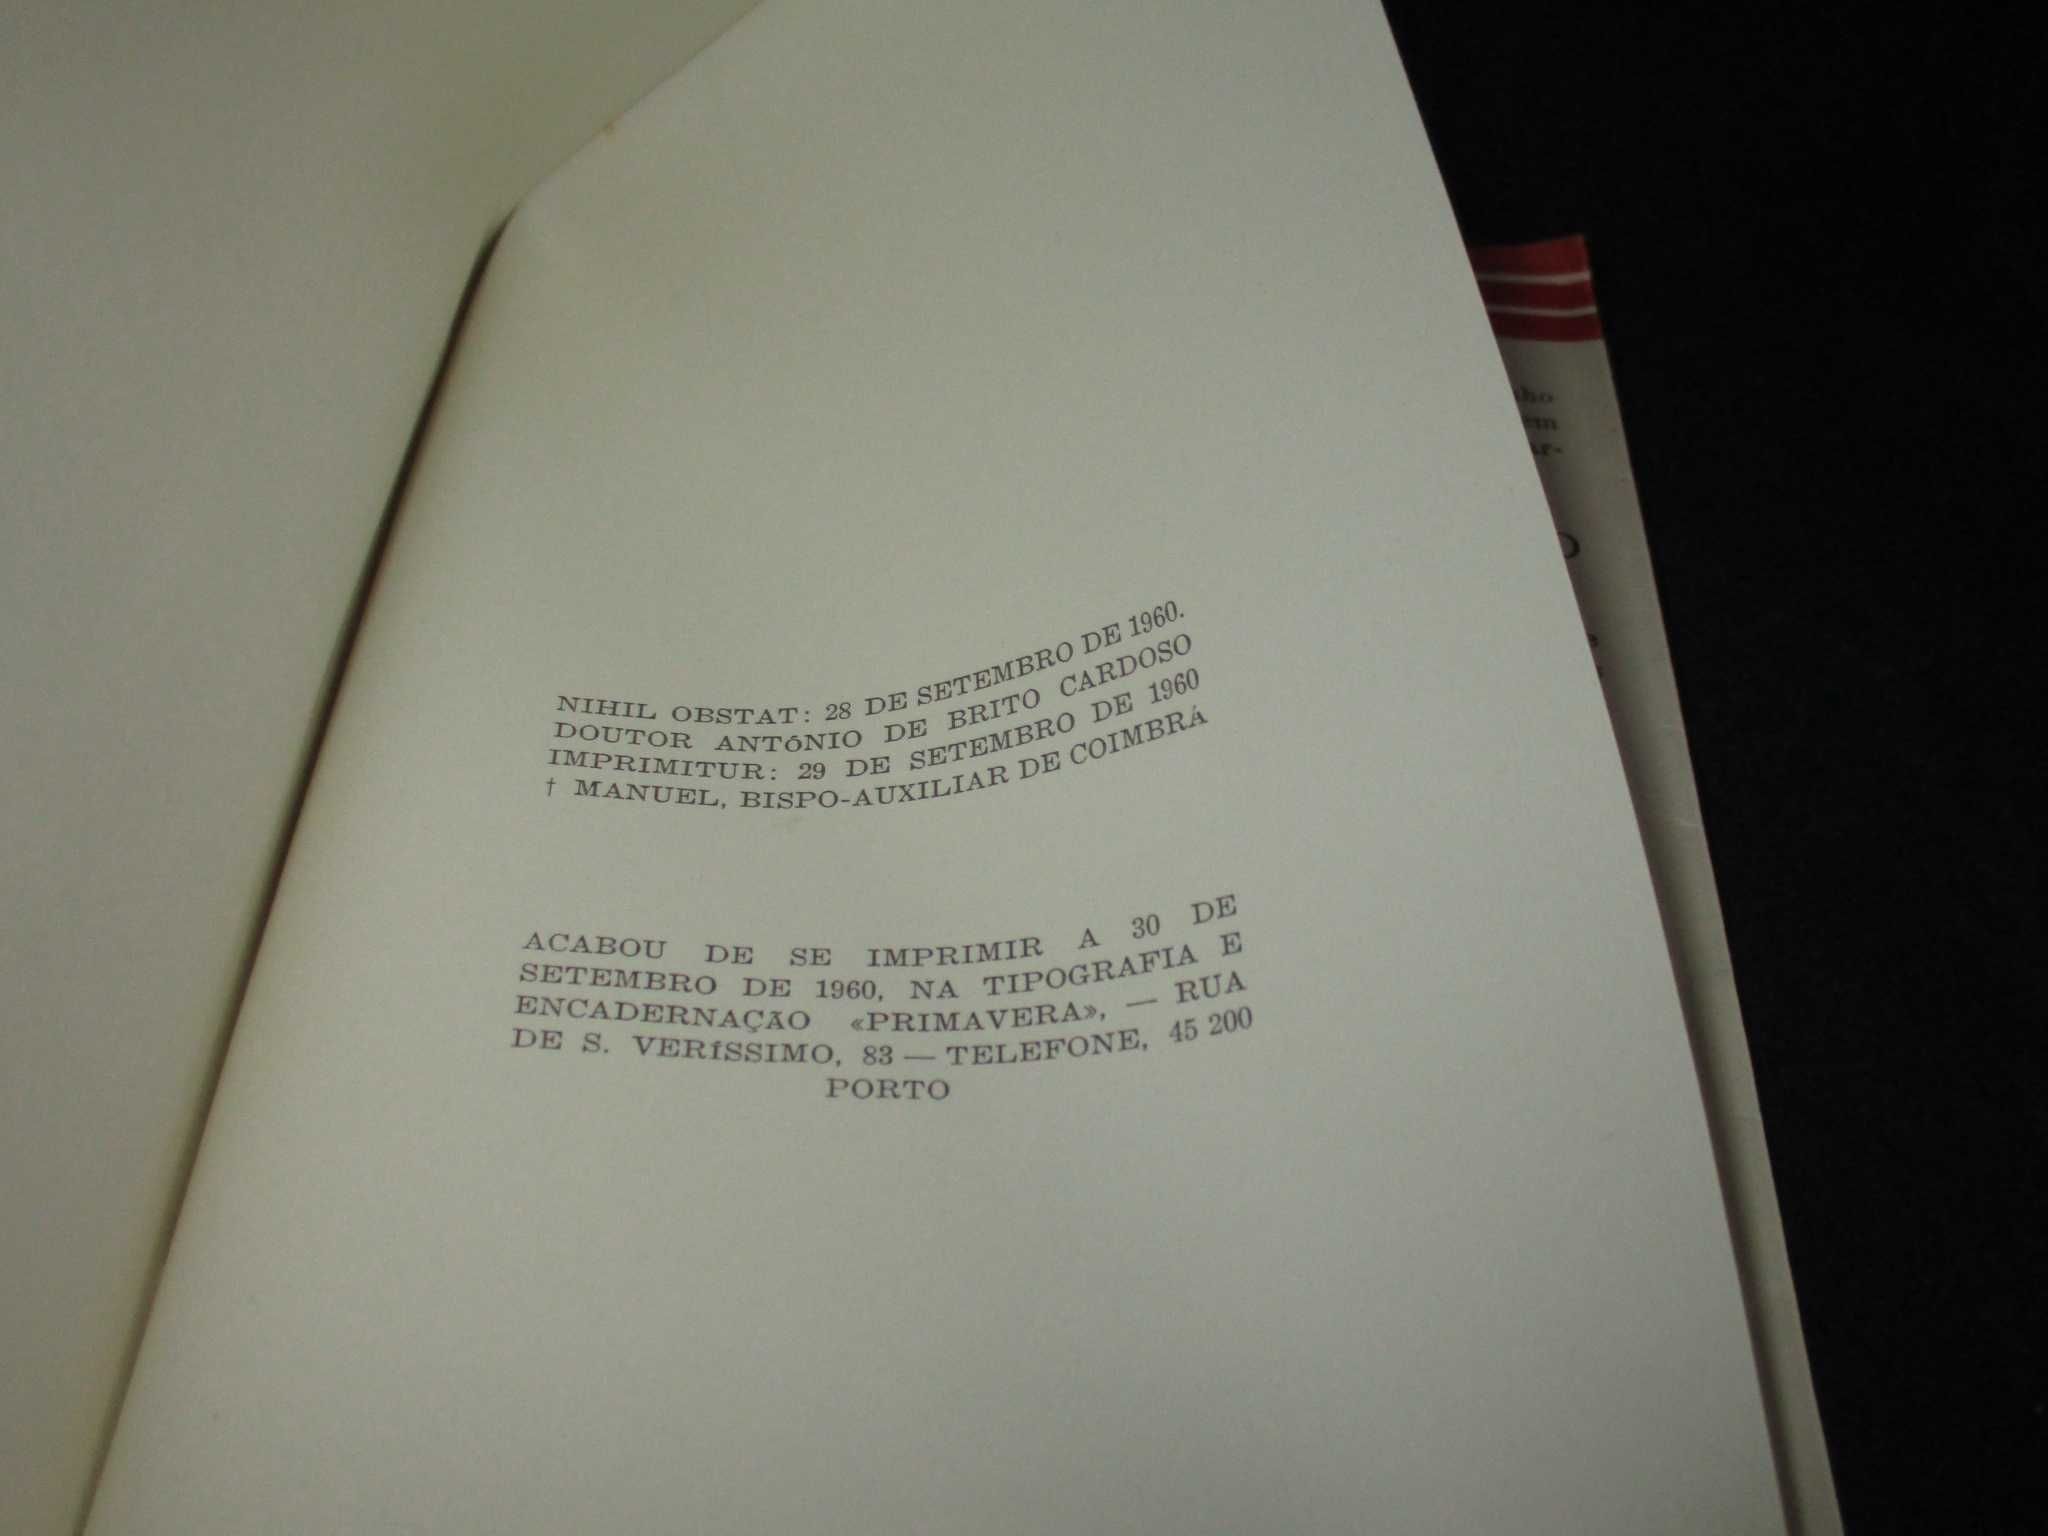 NIHIL OBSTAT: 28 DE SETEMBRO DE 1960.
DOUTOR ANTÓNIO DE BRITO CARDOSO
IMPRIMITUR: 29 DE SETEMBRO DE 1960
† MANUEL, BISPO-AUXILIAR DE COIMBRÁ
ACABOU DE SE IMPRIMIR A 30 DE
SETEMBRO DE 1960, NA TIPOGRAFIA E
ENCADERNAÇÃO «PRIMAVERA», — RUA
DE S. VERÍSSIMO, 83 — TELEFONE, 45 200
PORTO